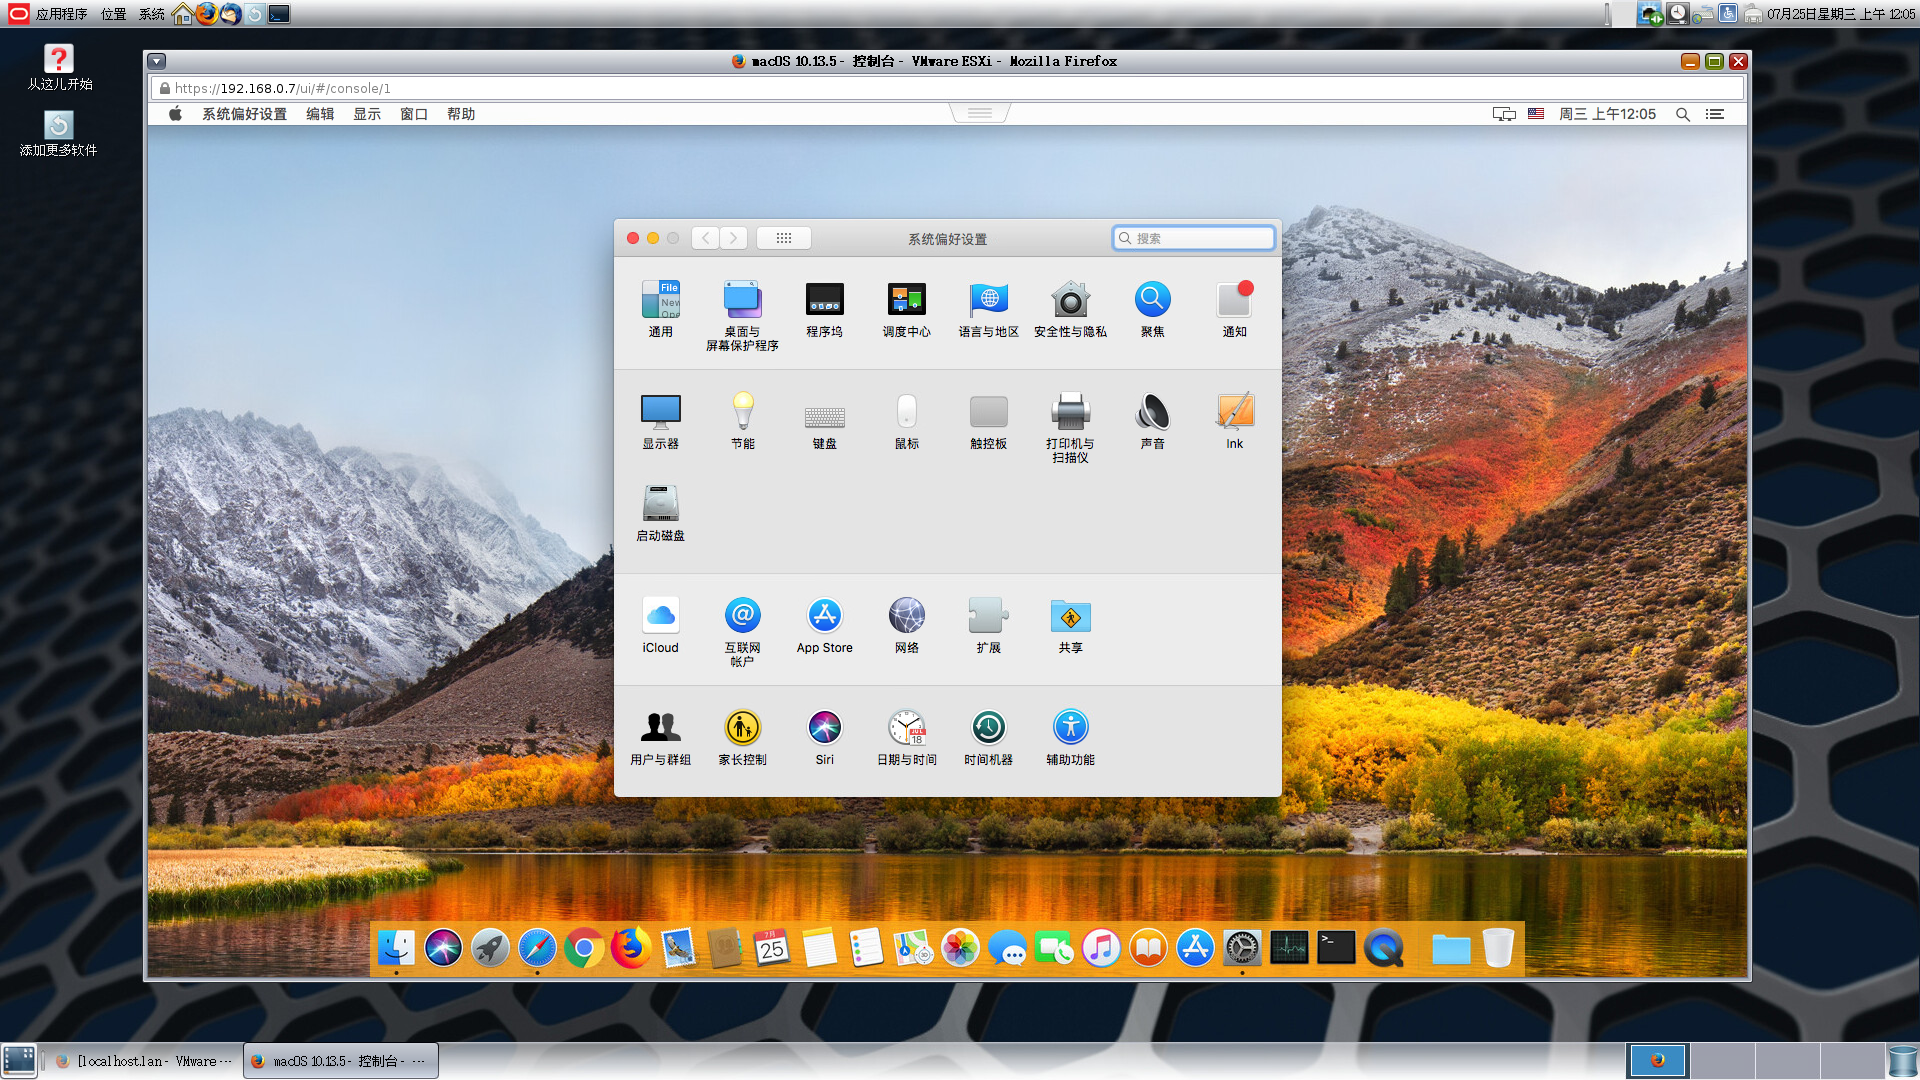 应用程序 位置 系统
07月25日星期三 上午 12:05
从这儿开始
添加更多软件
macOS 10.13.5 - 控制台 - VMware ESXi - Mozilla Firefox
https://192.168.0.7/ui/#/console/1
系统偏好设置 编辑 显示 窗口 帮助
周三 上午12:05
系统偏好设置
搜索
File
New
通用
桌面与
屏幕保护程序
程序坞
调度中心
语言与地区
安全性与隐私
聚焦
通知
显示器
节能
键盘
鼠标
触控板
打印机与
扫描仪
声音
Ink
启动磁盘
iCloud
互联网
帐户
App Store
网络
扩展
共享
JUL
18
用户与群组
家长控制
Siri
日期与时间
时间机器
辅助功能
7月
25
[localhost.lan - VMware ...
macOS 10.13.5 - 控制台 - ...